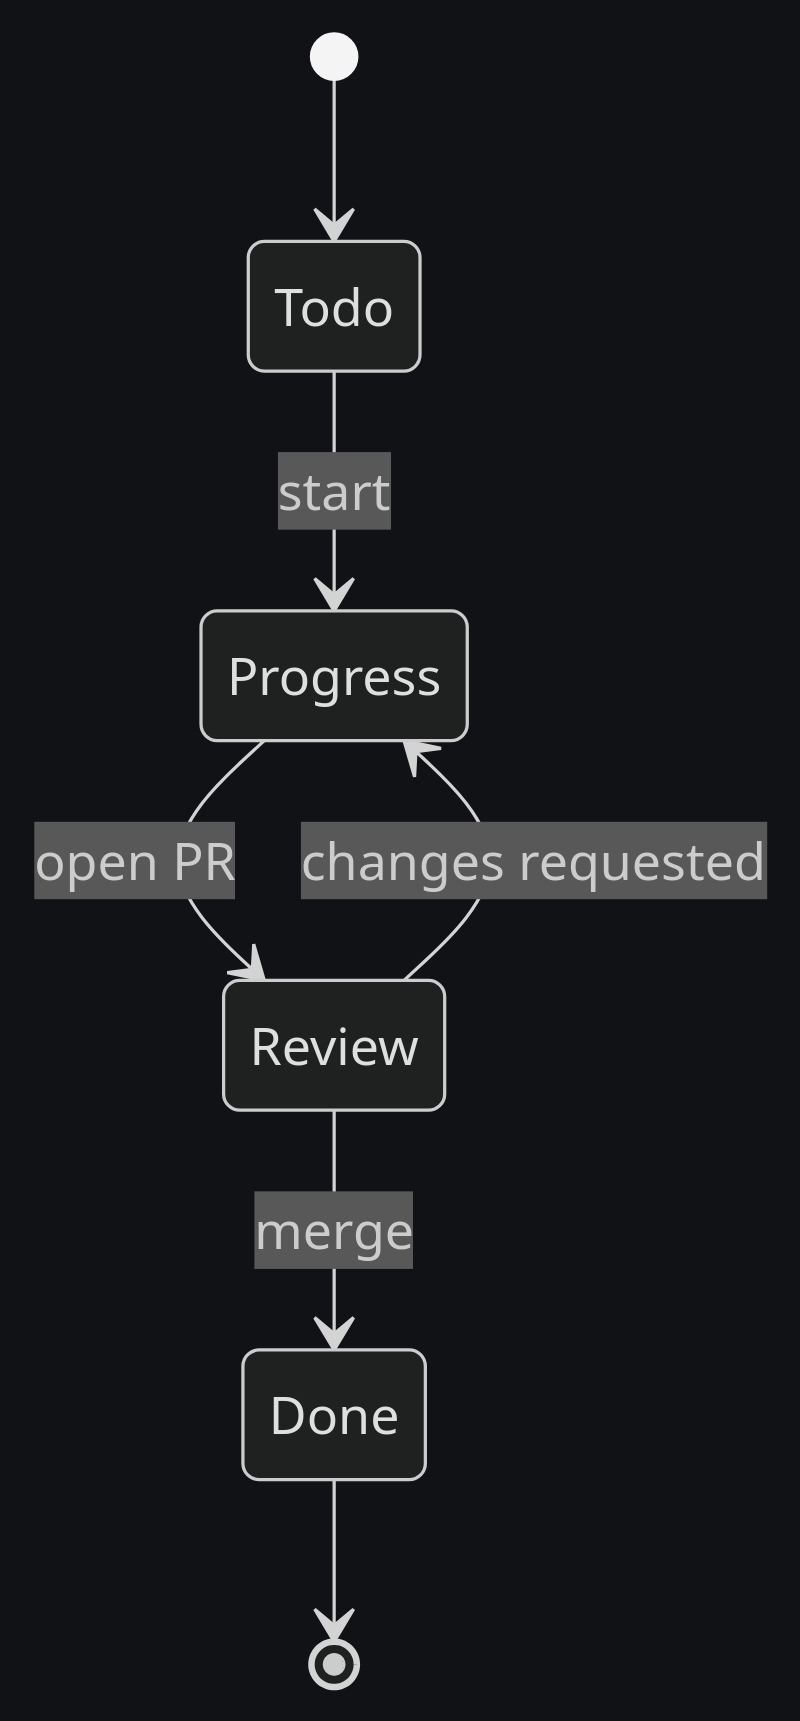 Todo
start
Progress
open PR
changes requested
Review
merge
Done